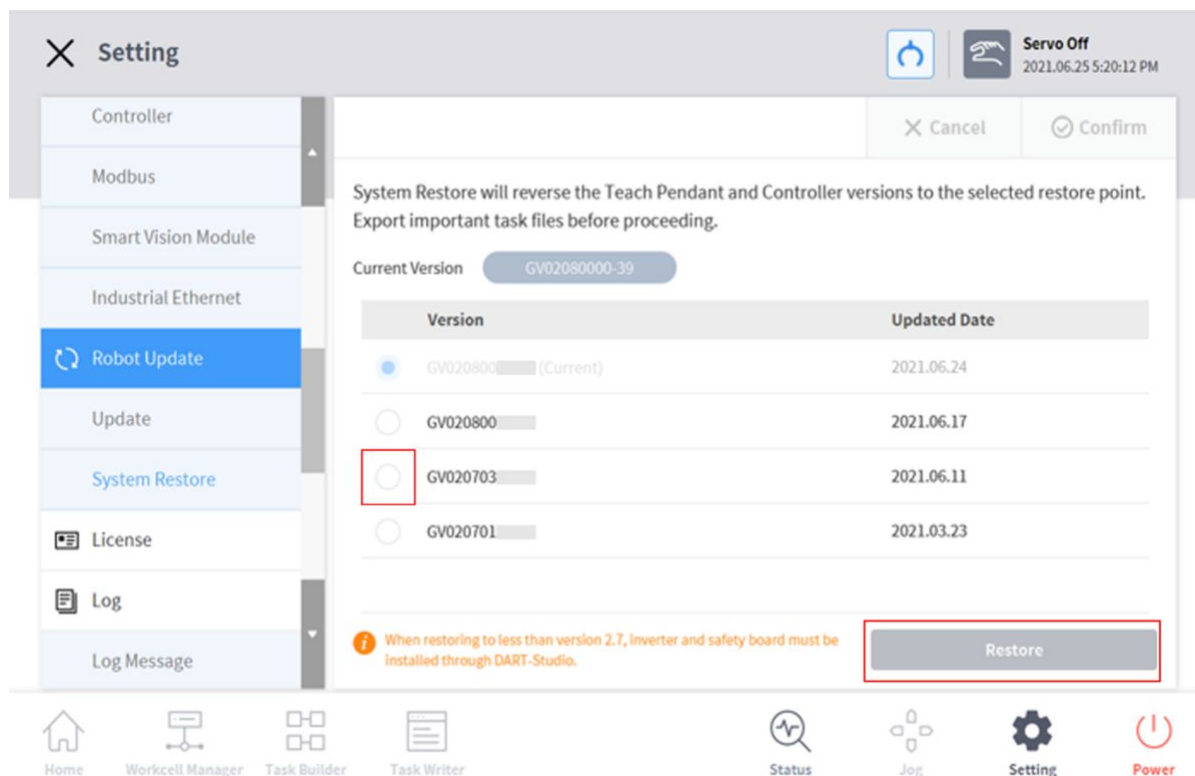 Setting
Servo Off
2021.06.25 5:20:12 PM
Controller
Modbus
Smart Vision Module
Industrial Ethernet
Robot Update
Update
System Restore
License
Log
Log Message
Cancel
Confirm
System Restore will reverse the Teach Pendant and Controller versions to the selected restore point.
Export important task files before proceeding.
Current Version GV02080000-39
Version Updated Date
GV020800 (Current) 2021.06.24
GV020800 2021.06.17
GV020703 2021.06.11
GV020701 2021.03.23
When restoring to less than version 2.7, Inverter and safety board must be
installed through DART-Studio.
Restore
Home Workcell Manager Task Builder Task Writer Status Jog Setting Power